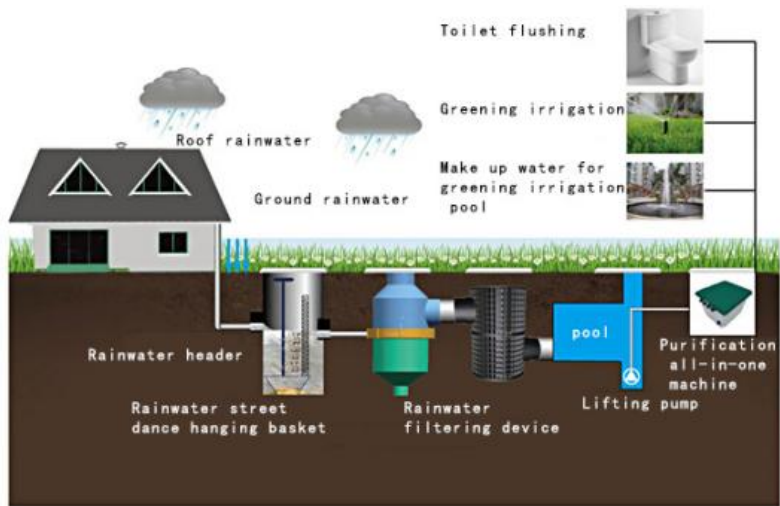 Toilet flushing
Greening irrigation
Make up water for
greening irrigation
pool
Roof rainwater
Ground rainwater
Rainwater header
Rainwater street
dance hanging basket
Rainwater
filtering device
pool
Lifting pump
Purification
all-in-one
machine